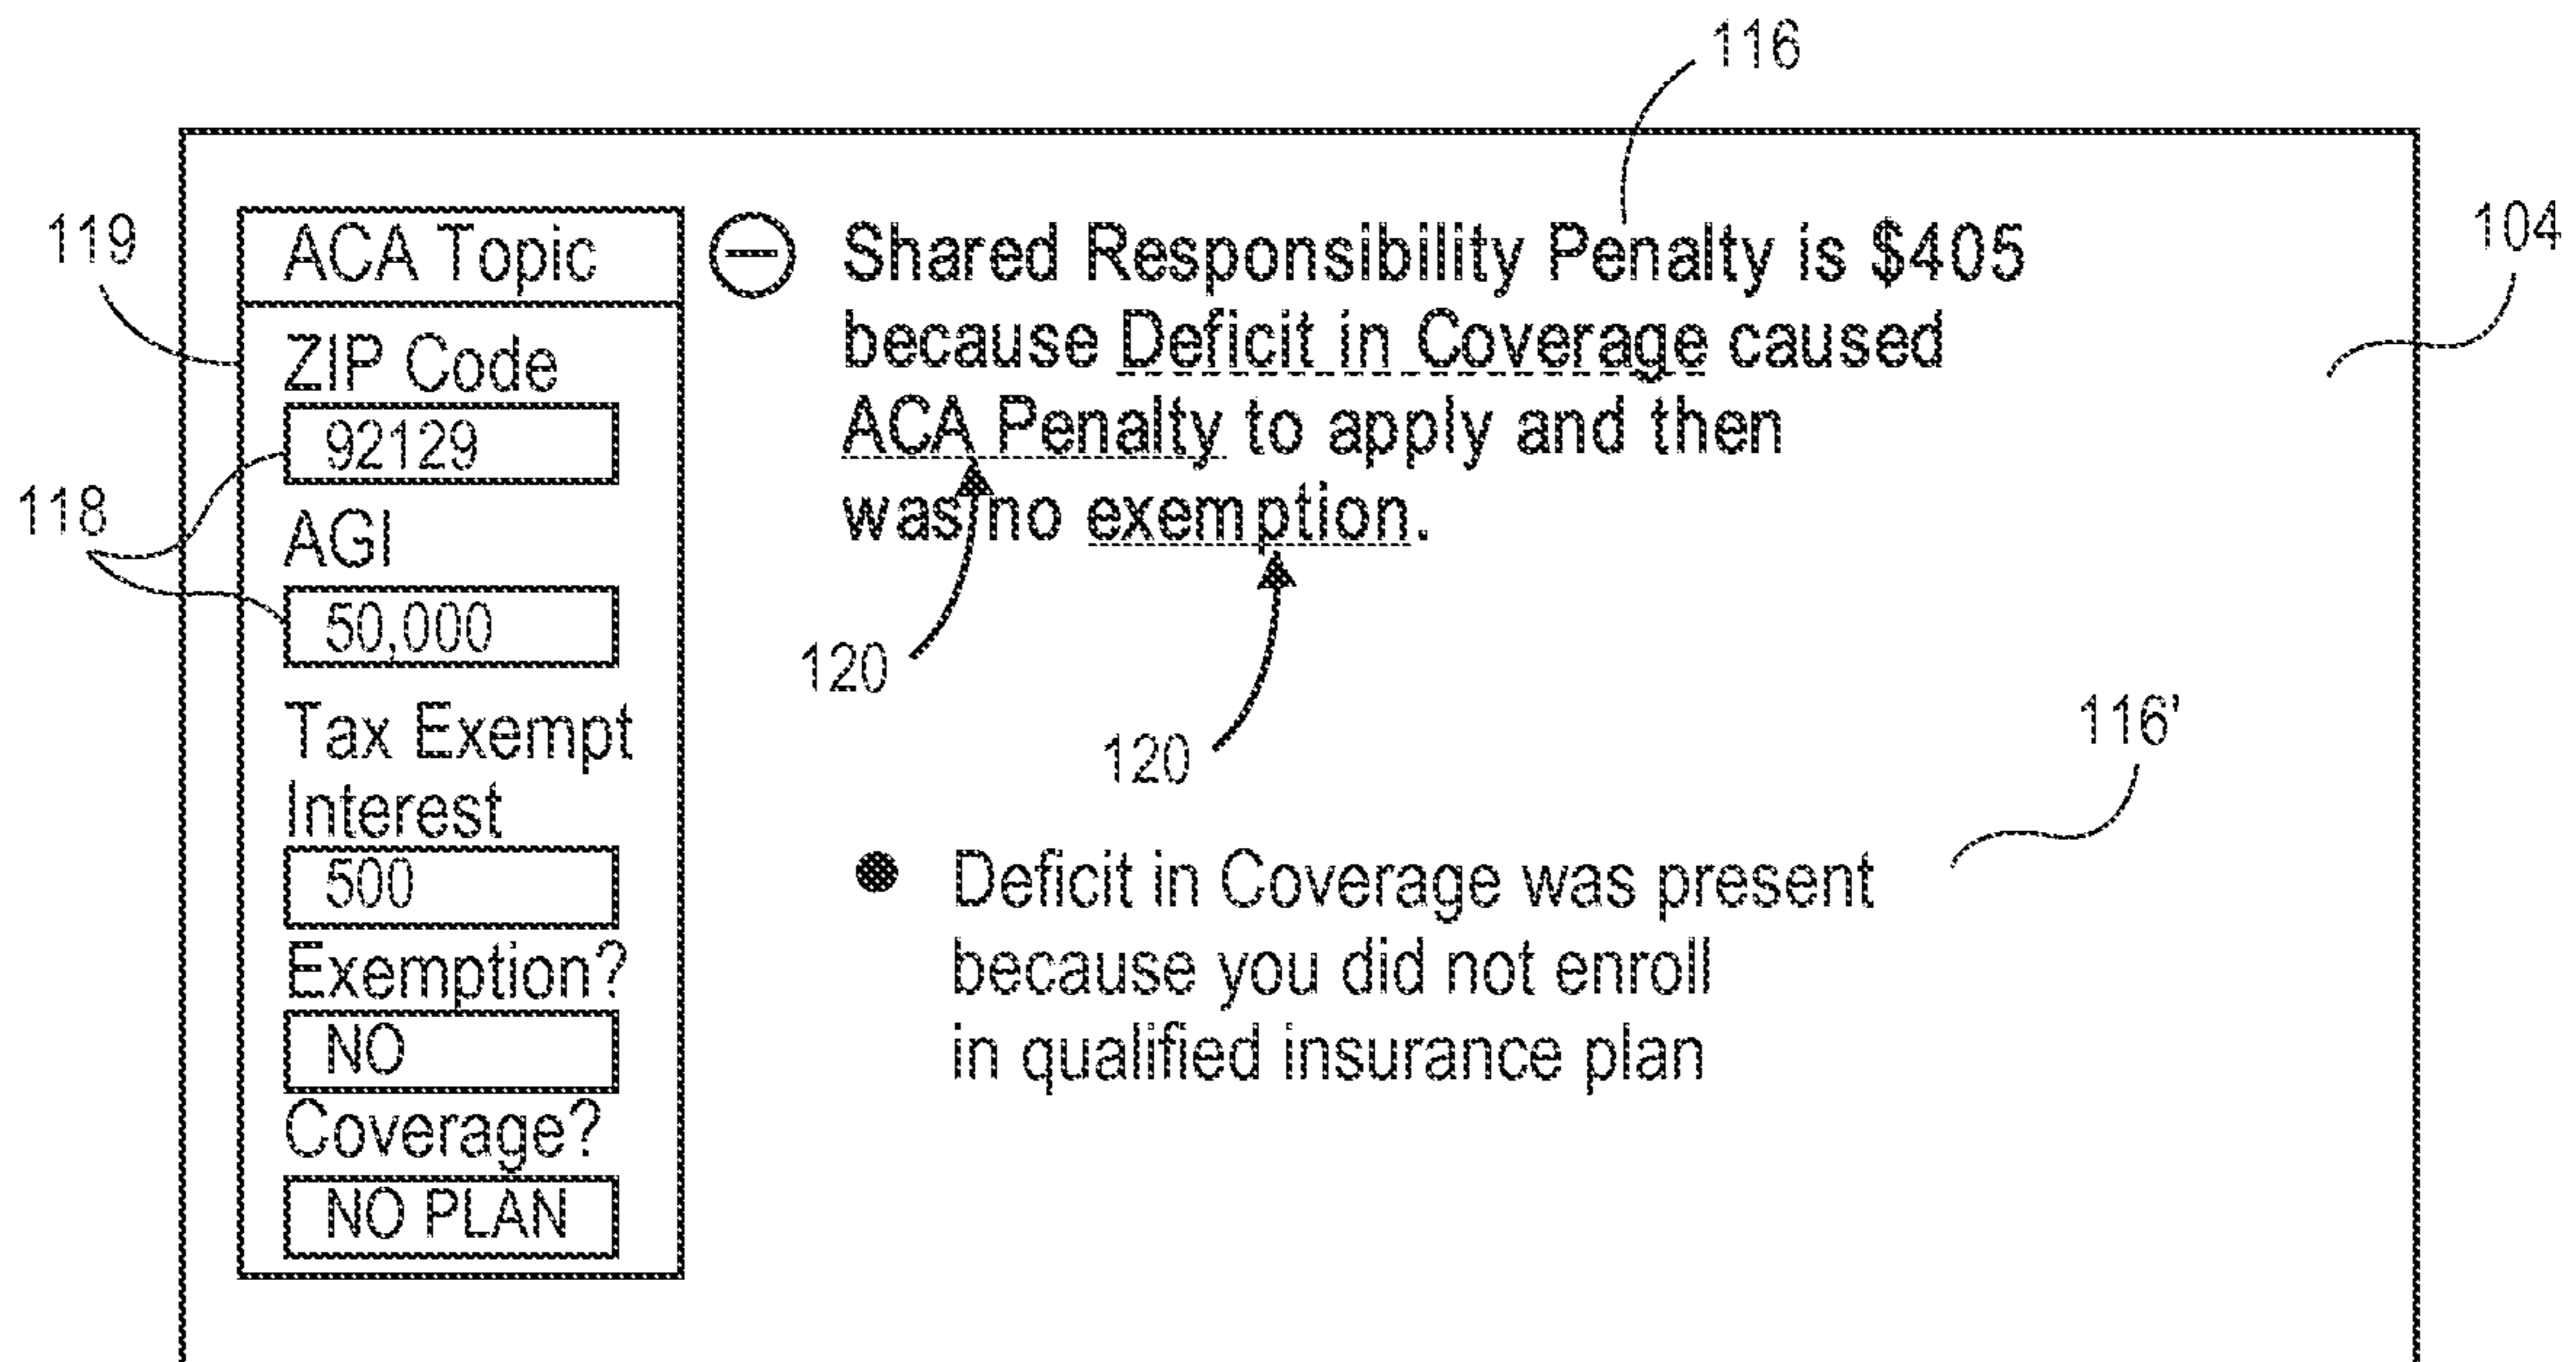 116
119
ACA Topic
ZIP Code
92129
118
AGI
50,000
Tax Exempt
Interest
500
Exemption?
NO
Coverage?
NO PLAN
Shared Responsibility Penalty is $405
because Deficit in Coverage caused
ACA Penalty to apply and then
was no exemption.
104
120
120
116'
● Deficit in Coverage was present
because you did not enroll
in qualified insurance plan